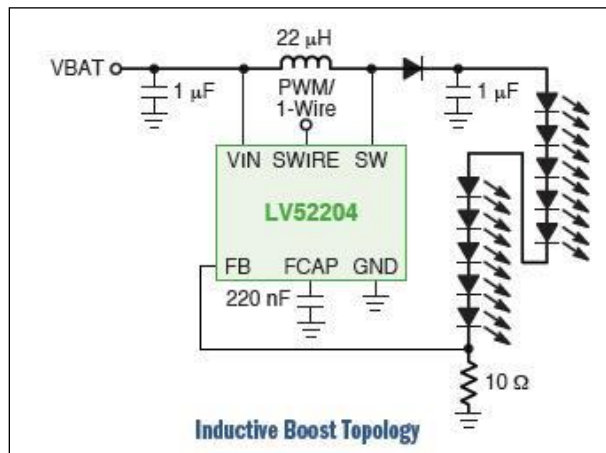 22 μH
VBAT
1 μF
PWM/
1-Wire
1 μF
VIN SWIRE SW
LV52204
FB FCAP GND
220 nF
10 Ω
Inductive Boost Topology